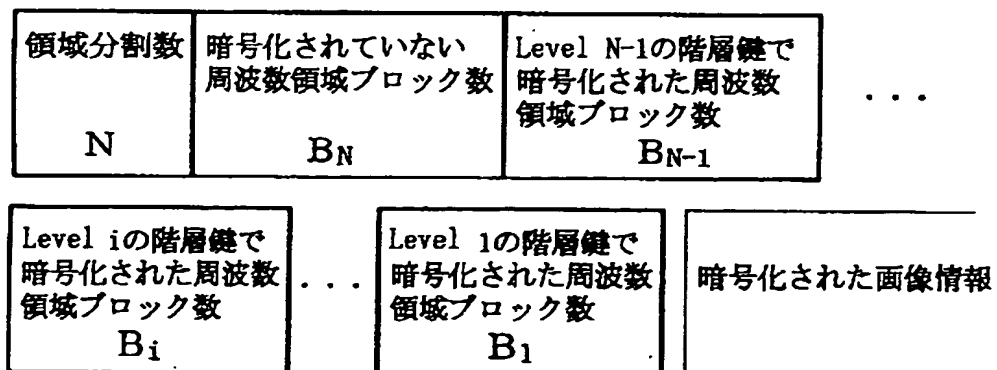 領域分割数
N
暗号化されていない
周波数領域ブロック数
BN
Level N-1の階層鍵で
暗号化された周波数
領域ブロック数
BN-1
...
Level iの階層鍵で
暗号化された周波数
領域ブロック数
Bi
...
Level 1の階層鍵で
暗号化された周波数
領域ブロック数
B1
暗号化された画像情報